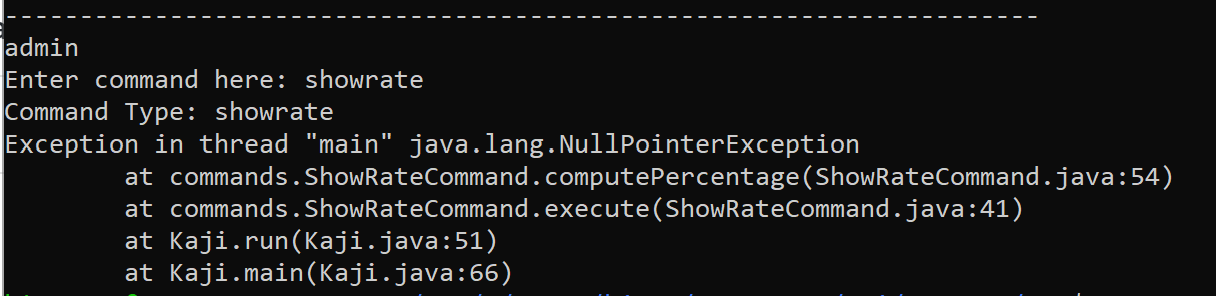 ---------------------------------------------------------------------
admin
Enter command here: showrate
Command Type: showrate
Exception in thread "main" java.lang.NullPointerException
        at commands.ShowRateCommand.computePercentage(ShowRateCommand.java:54)
        at commands.ShowRateCommand.execute(ShowRateCommand.java:41)
        at Kaji.run(Kaji.java:51)
        at Kaji.main(Kaji.java:66)